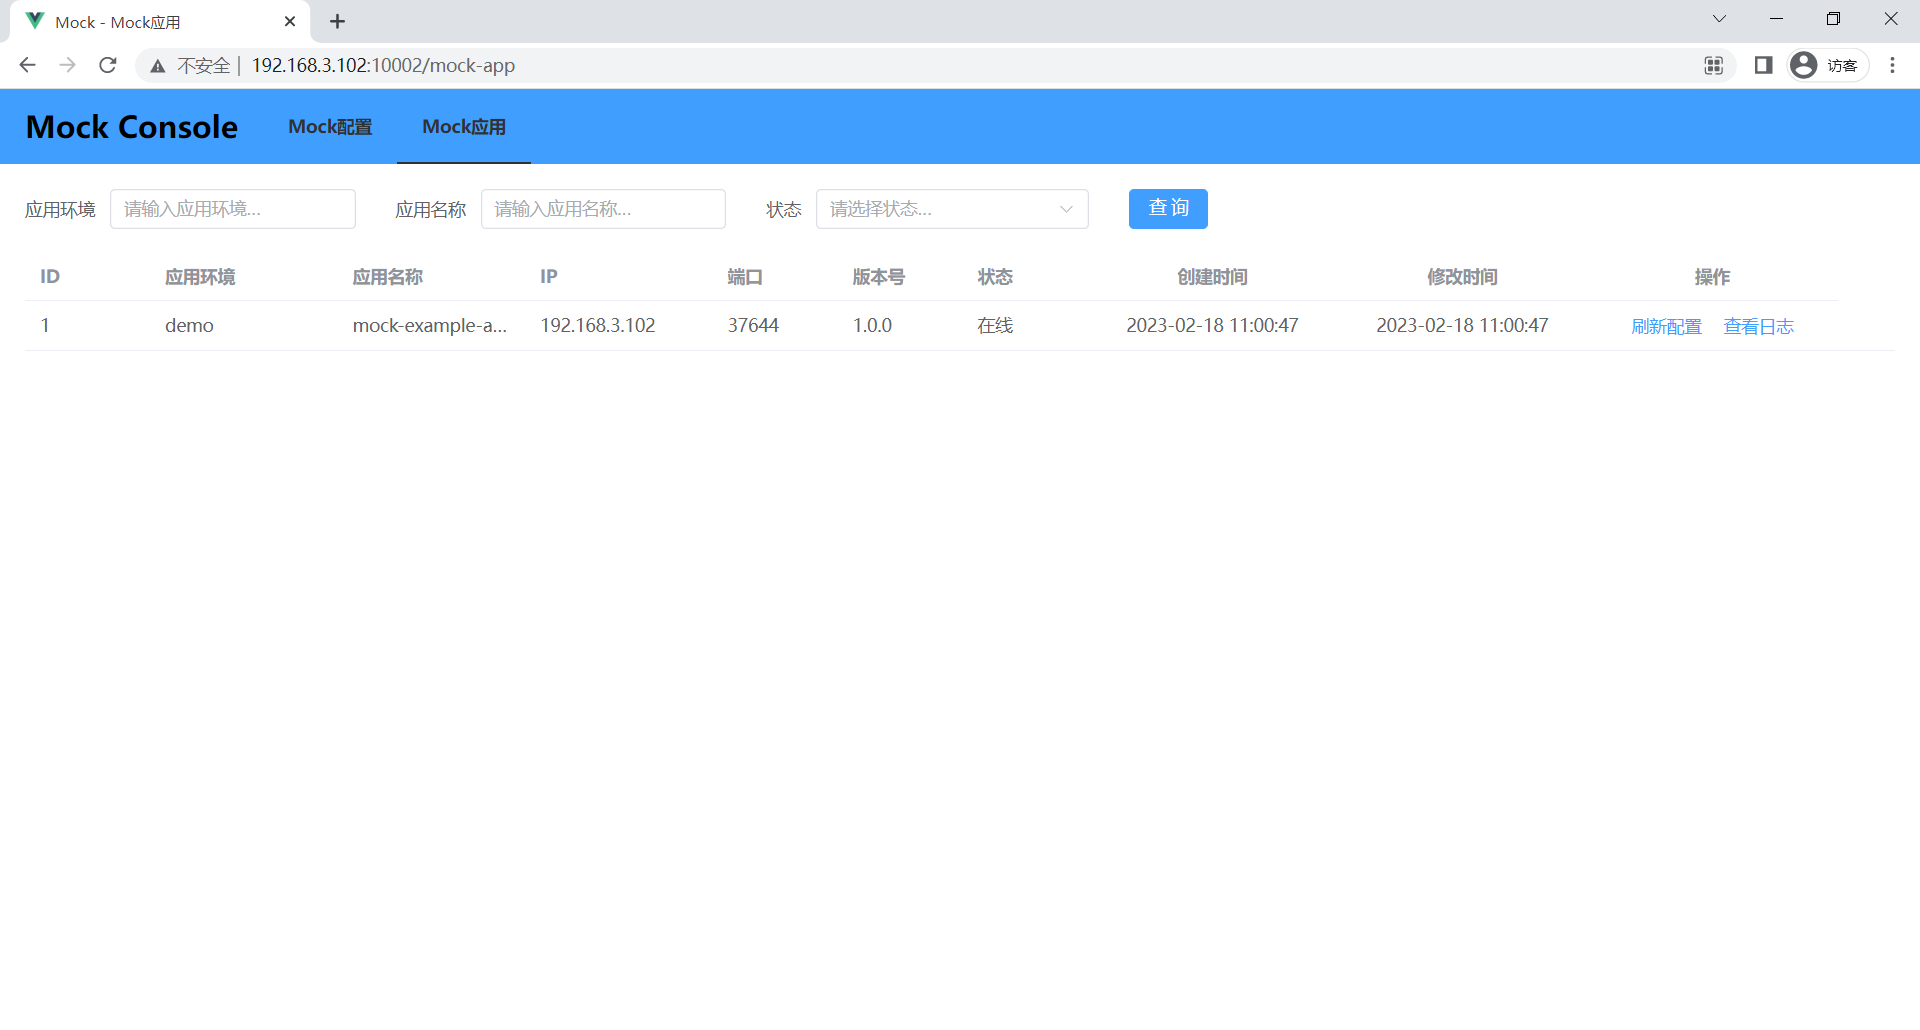 Mock - Mock应用
不安全 | 192.168.3.102:10002/mock-app 访客
Mock Console Mock配置 Mock应用
应用环境 请输入应用环境... 应用名称 请输入应用名称... 状态 请选择状态... 查询
ID 应用环境 应用名称 IP 端口 版本号 状态 创建时间 修改时间 操作
1 demo mock-example-a... 192.168.3.102 37644 1.0.0 在线 2023-02-18 11:00:47 2023-02-18 11:00:47 刷新配置 查看日志